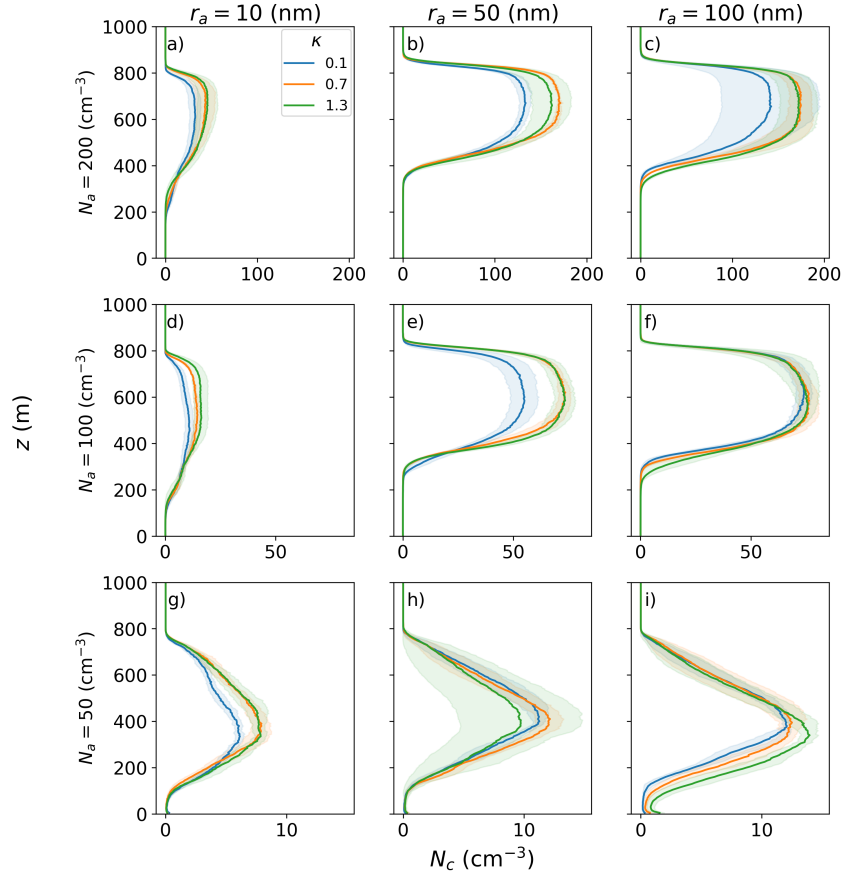 r_a = 10 (nm) r_a = 50 (nm) r_a = 100 (nm)
N_a = 200 (cm⁻³)
1000
800
600
400
200
0
a)
κ
0.1
0.7
1.3
b)
c)
0 100 200 0 100 200 0 100 200
N_a = 100 (cm⁻³)
1000
800
600
400
200
0
d) e) f)
0 50 0 50 0 50
z (m)
N_a = 50 (cm⁻³)
1000
800
600
400
200
0
g) h) i)
0 10 0 10 0 10
N_c (cm⁻³)